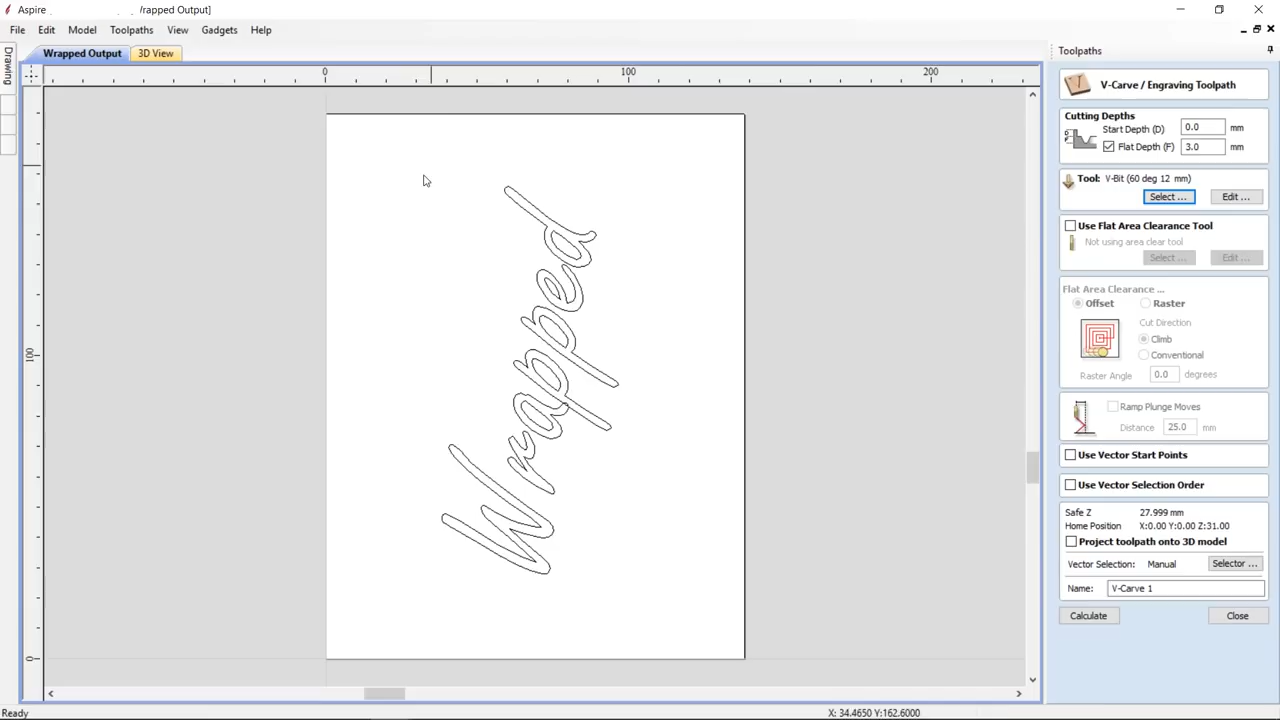 Aspire
Wrapped Output]
File Edit Model Toolpaths View Gadgets Help
Wrapped Output 3D View
Drawing
0 100 200
100
0
Wrapped
Toolpaths
V-Carve / Engraving Toolpath
Cutting Depths
Start Depth (D) 0.0 mm
Flat Depth (F) 3.0 mm
Tool: V-Bit (60 deg 12 mm)
Select ... Edit ...
Use Flat Area Clearance Tool
Not using area clear tool
Select ... Edit ...
Flat Area Clearance ...
Offset Raster
Cut Direction
Climb
Conventional
Raster Angle 0.0 degrees
Ramp Plunge Moves
Distance 25.0 mm
Use Vector Start Points
Use Vector Selection Order
Safe Z 27.999 mm
Home Position X:0.00 Y:0.00 Z:31.00
Project toolpath onto 3D model
Vector Selection: Manual Selector ...
Name: V-Carve 1
Calculate Close
Ready X: 34.4650 Y:162.6000